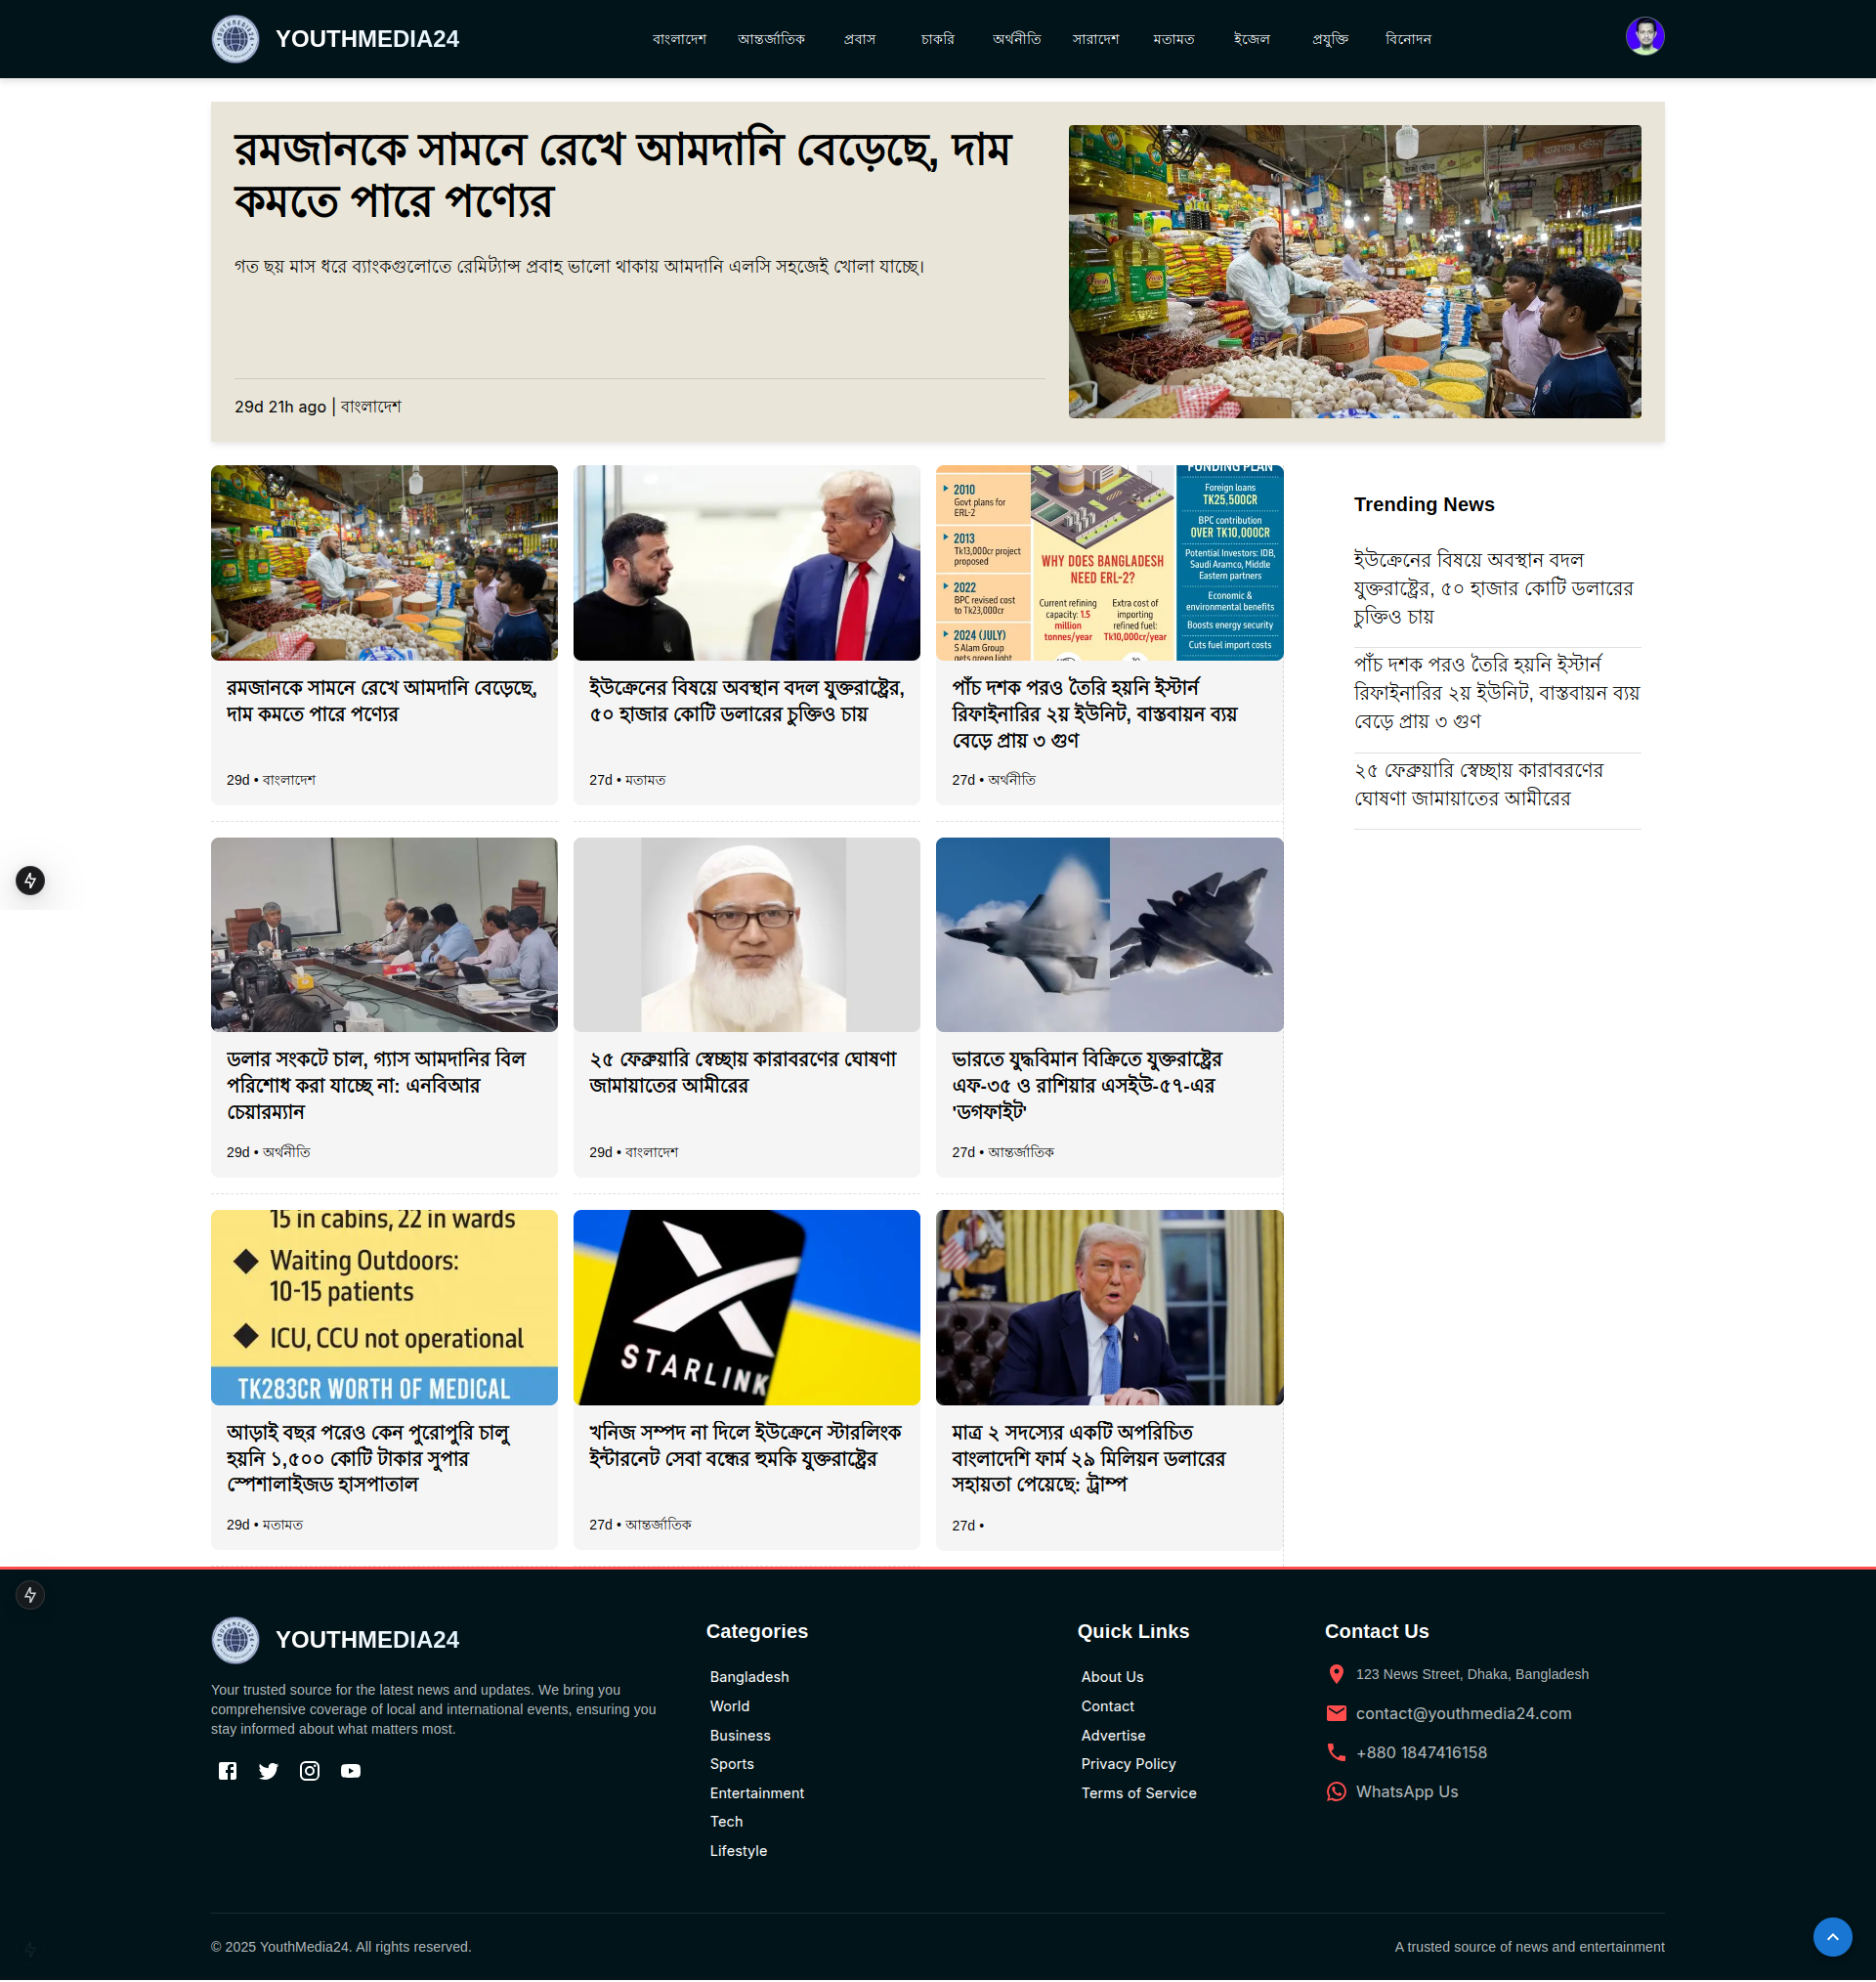 YOUTHMEDIA24
বাংলাদেশ আন্তর্জাতিক প্রবাস চাকরি অর্থনীতি সারাদেশ মতামত ইজেল প্রযুক্তি বিনোদন
রমজানকে সামনে রেখে আমদানি বেড়েছে, দাম
কমতে পারে পণ্যের
গত ছয় মাস ধরে ব্যাংকগুলোতে রেমিট্যান্স প্রবাহ ভালো থাকায় আমদানি এলসি সহজেই খোলা যাচ্ছে।
29d 21h ago | বাংলাদেশ
রমজানকে সামনে রেখে আমদানি বেড়েছে,
দাম কমতে পারে পণ্যের
29d • বাংলাদেশ
ইউক্রেনের বিষয়ে অবস্থান বদল যুক্তরাষ্ট্রের,
৫০ হাজার কোটি ডলারের চুক্তিও চায়
27d • মতামত
2010
Govt plans for
ERL-2
2013
Tk13,000cr project
proposed
2022
BPC revised cost
to Tk23,000cr
2024 (JULY)
S Alam Group
gets green light
WHY DOES BANGLADESH
NEED ERL-2?
Current refining
capacity: 1.5
million
tonnes/year
Extra cost of
importing
refined fuel:
Tk10,000cr/year
FUNDING PLAN
Foreign loans
TK25,500CR
BPC contribution
OVER TK10,000CR
Potential Investors: IDB,
Saudi Aramco, Middle
Eastern partners
Economic &
environmental benefits
Boosts energy security
Cuts fuel import costs
পাঁচ দশক পরও তৈরি হয়নি ইস্টার্ন
রিফাইনারির ২য় ইউনিট, বাস্তবায়ন ব্যয়
বেড়ে প্রায় ৩ গুণ
27d • অর্থনীতি
Trending News
ইউক্রেনের বিষয়ে অবস্থান বদল
যুক্তরাষ্ট্রের, ৫০ হাজার কোটি ডলারের
চুক্তিও চায়
পাঁচ দশক পরও তৈরি হয়নি ইস্টার্ন
রিফাইনারির ২য় ইউনিট, বাস্তবায়ন ব্যয়
বেড়ে প্রায় ৩ গুণ
২৫ ফেব্রুয়ারি স্বেচ্ছায় কারাবরণের
ঘোষণা জামায়াতের আমীরের
ডলার সংকটে চাল, গ্যাস আমদানির বিল
পরিশোধ করা যাচ্ছে না: এনবিআর
চেয়ারম্যান
29d • অর্থনীতি
২৫ ফেব্রুয়ারি স্বেচ্ছায় কারাবরণের ঘোষণা
জামায়াতের আমীরের
29d • বাংলাদেশ
ভারতে যুদ্ধবিমান বিক্রিতে যুক্তরাষ্ট্রের
এফ-৩৫ ও রাশিয়ার এসইউ-৫৭-এর
'ডগফাইট'
27d • আন্তর্জাতিক
15 in cabins, 22 in wards
Waiting Outdoors:
10-15 patients
ICU, CCU not operational
TK283CR WORTH OF MEDICAL
আড়াই বছর পরেও কেন পুরোপুরি চালু
হয়নি ১,৫০০ কোটি টাকার সুপার
স্পেশালাইজড হাসপাতাল
29d • মতামত
STARLINK
খনিজ সম্পদ না দিলে ইউক্রেনে স্টারলিংক
ইন্টারনেট সেবা বন্ধের হুমকি যুক্তরাষ্ট্রের
27d • আন্তর্জাতিক
মাত্র ২ সদস্যের একটি অপরিচিত
বাংলাদেশি ফার্ম ২৯ মিলিয়ন ডলারের
সহায়তা পেয়েছে: ট্রাম্প
27d •
YOUTHMEDIA24
Your trusted source for the latest news and updates. We bring you
comprehensive coverage of local and international events, ensuring you
stay informed about what matters most.
Categories
Bangladesh
World
Business
Sports
Entertainment
Tech
Lifestyle
Quick Links
About Us
Contact
Advertise
Privacy Policy
Terms of Service
Contact Us
123 News Street, Dhaka, Bangladesh
contact@youthmedia24.com
+880 1847416158
WhatsApp Us
© 2025 YouthMedia24. All rights reserved.
A trusted source of news and entertainment